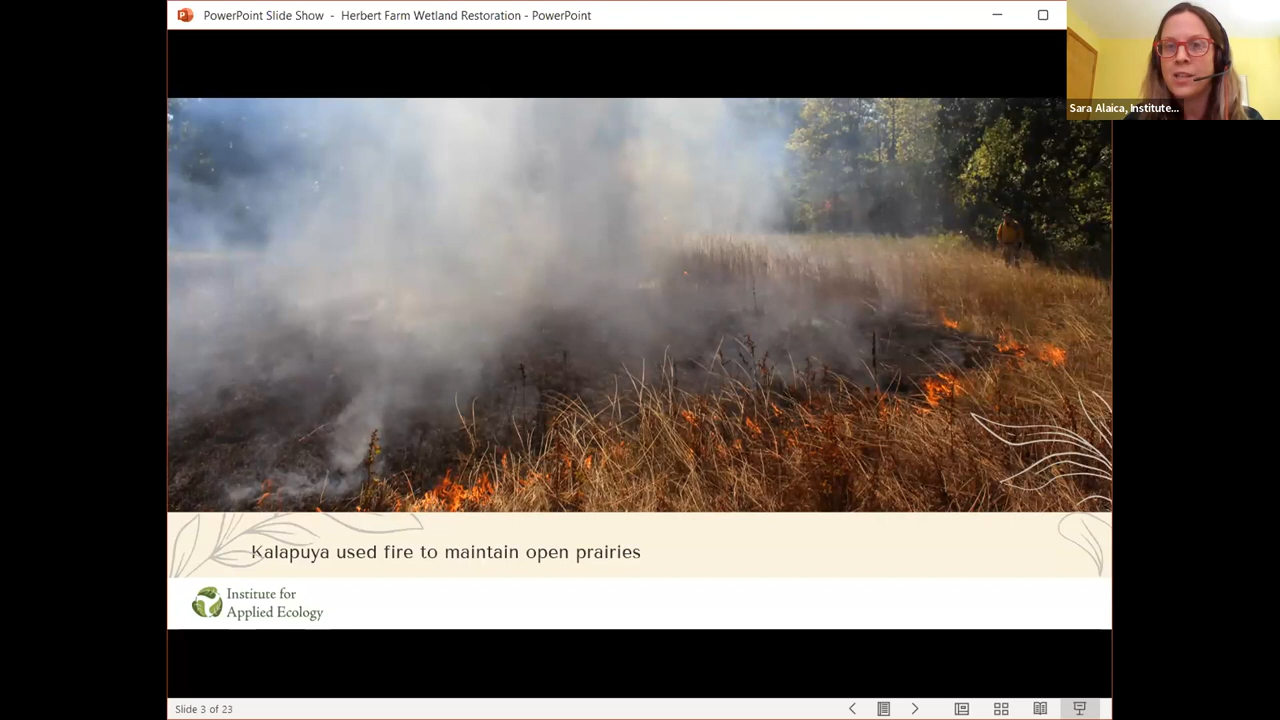 PowerPoint Slide Show - Herbert Farm Wetland Restoration - PowerPoint
Sara Alaica, Institute...
Kalapuya used fire to maintain open prairies
Institute for
Applied Ecology
Slide 3 of 23